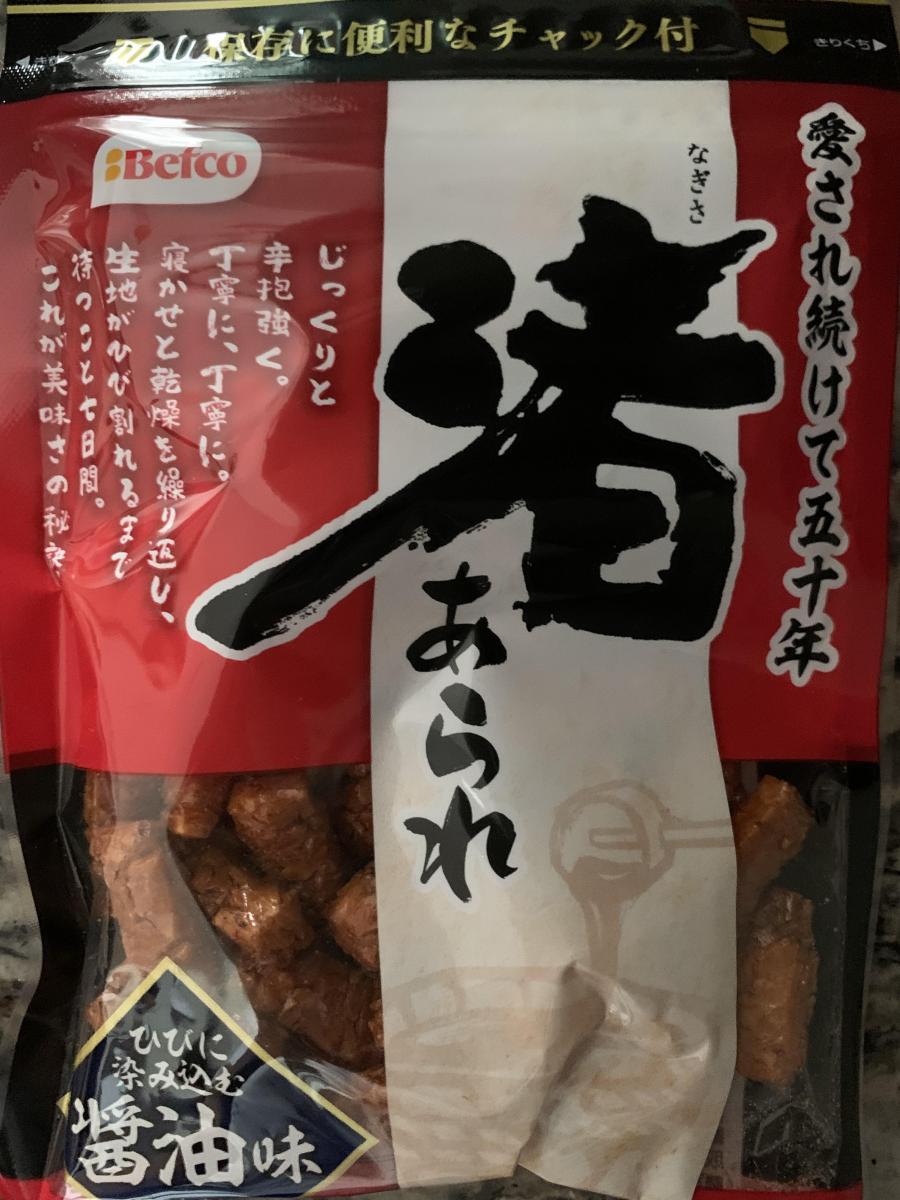 保存に便利なチャック付
きりくち
Befco
愛され続けて五十年
なぎさ
渚
あられ
じっくりと
辛抱強く。
丁寧に、丁寧に。
寝かせと乾燥を繰り返し、
生地がひび割れるまで
待つこと七日間。
これが美味さの秘訣
ひびに
染み込む
醤油味